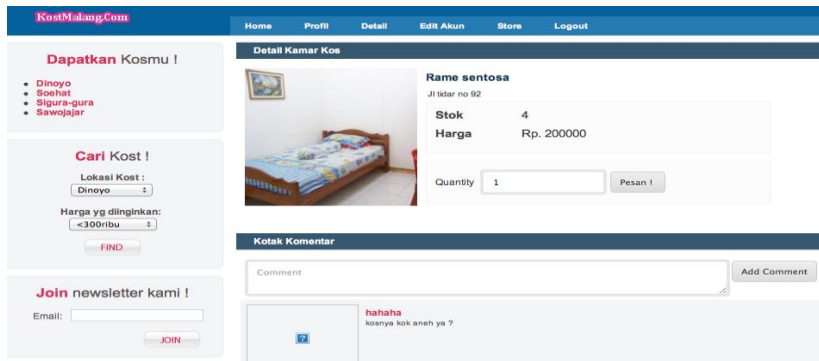 KostMalang.Com
Home Profil Detail Edit Akun Store Logout
Dapatkan Kosmu !
Dinoyo
Soehat
Sigura-gura
Sawojajar
Cari Kost !
Lokasi Kost :
Dinoyo
Harga yg diinginkan:
<300ribu
FIND
Join newsletter kami !
Email:
JOIN
Detail Kamar Kos
Rame sentosa
Jl tidar no 92
Stok 4
Harga Rp. 200000
Quantity 1 Pesan !
Kotak Komentar
Comment
Add Comment
hahaha
kosnya kok aneh ya ?
?